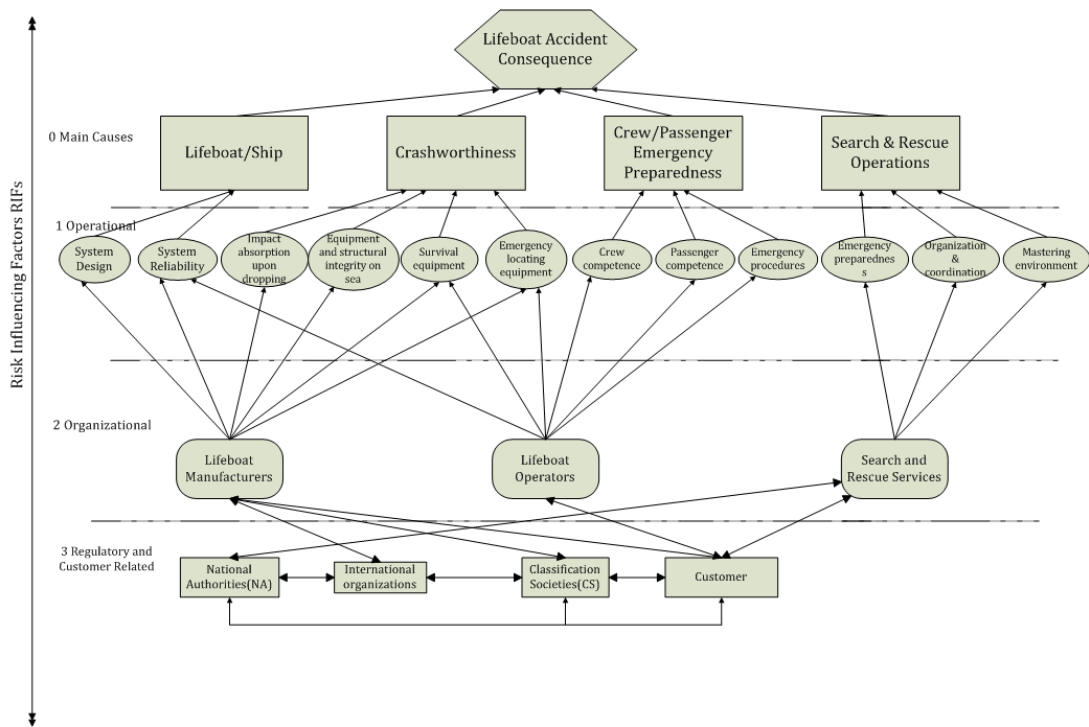 Lifeboat Accident
Consequence
0 Main Causes
Lifeboat/Ship
Crashworthiness
Crew/Passenger
Emergency
Preparedness
Search & Rescue
Operations
1 Operational
System
Design
System
Reliability
Impact
absorption
upon
dropping
Equipment
and structural
integrity on
sea
Survival
equipment
Emergency
locating
equipment
Crew
competence
Passenger
competence
Emergency
procedures
Emergency
preparednes
s
Organization
&
coordination
Mastering
environment
Risk Influencing Factors RIFs
2 Organizational
Lifeboat
Manufacturers
Lifeboat
Operators
Search and
Rescue Services
3 Regulatory and
Customer Related
National
Authorities(NA)
International
organizations
Classification
Societies(CS)
Customer